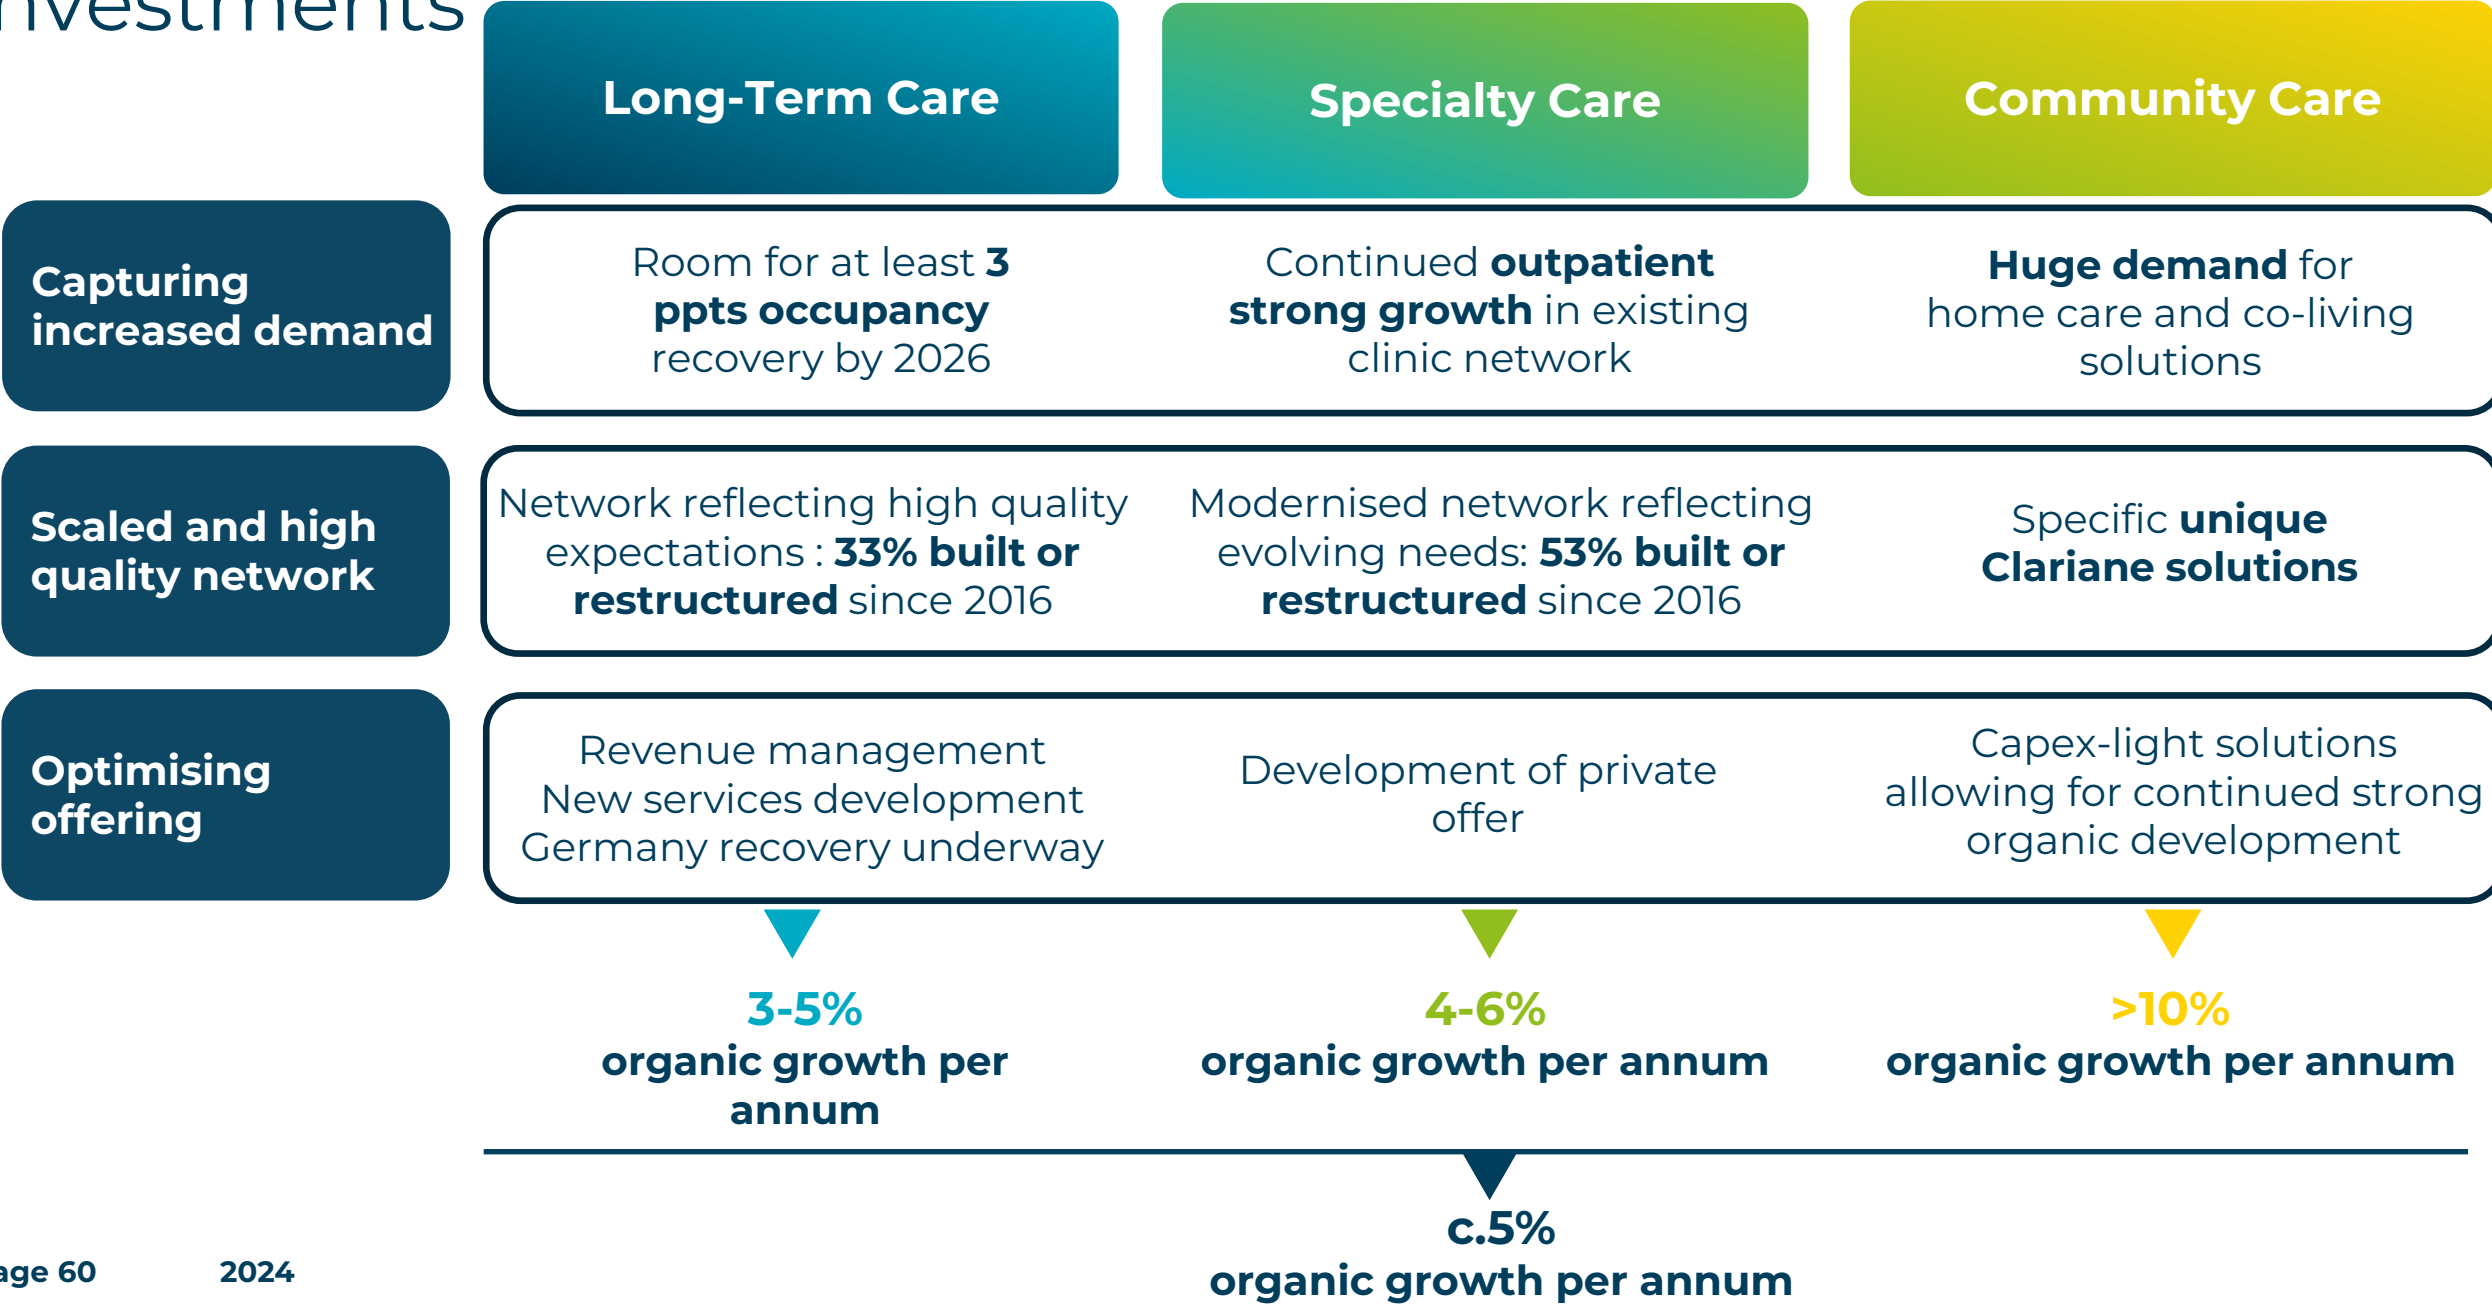 nvestments
Long-Term Care
Specialty Care
Community Care
Capturing
increased demand
Room for at least 3
ppts occupancy
recovery by 2026
Continued outpatient
strong growth in existing
clinic network
Huge demand for
home care and co-living
solutions
Scaled and high
quality network
Network reflecting high quality
expectations : 33% built or
restructured since 2016
Modernised network reflecting
evolving needs: 53% built or
restructured since 2016
Specific unique
Clariane solutions
Optimising
offering
Revenue management
New services development
Germany recovery underway
Development of private
offer
Capex-light solutions
allowing for continued strong
organic development
3-5%
organic growth per
annum
4-6%
organic growth per annum
>10%
organic growth per annum
c.5%
organic growth per annum
age 60
2024